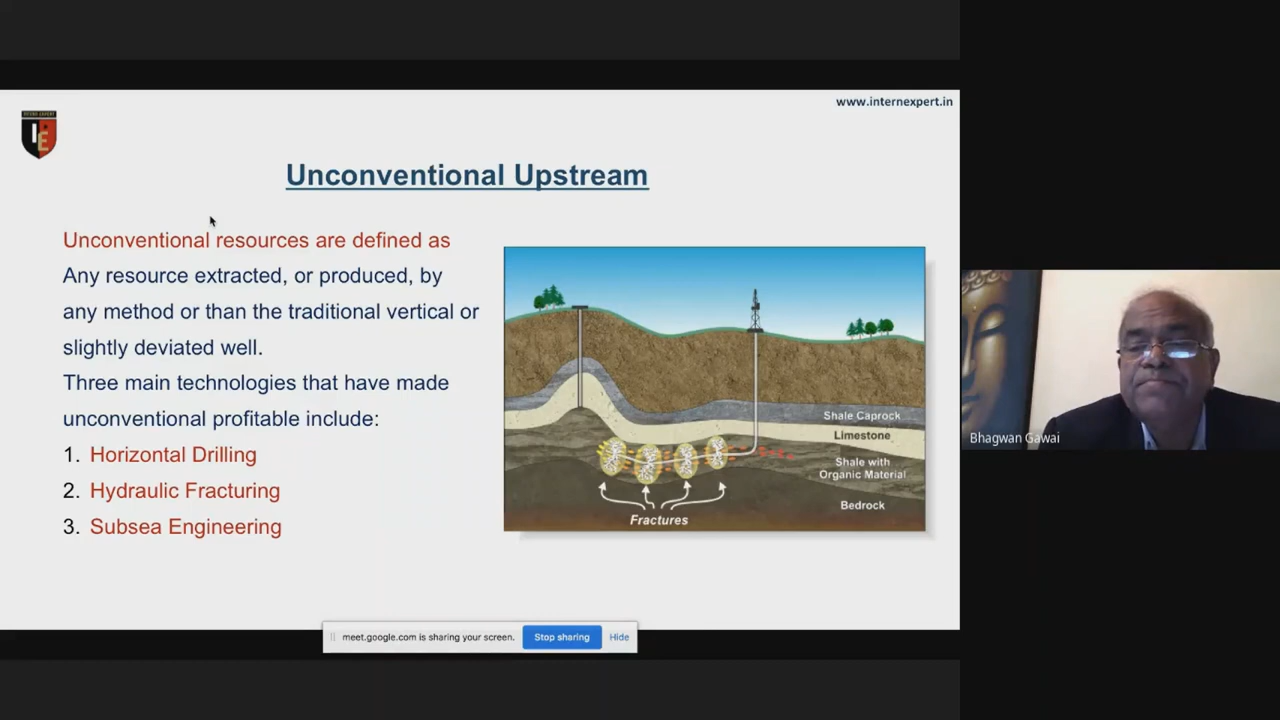 www.internexpert.in
IE
Unconventional Upstream
Unconventional resources are defined as
Any resource extracted, or produced, by
any method or than the traditional vertical or
slightly deviated well.
Three main technologies that have made
unconventional profitable include:
1. Horizontal Drilling
2. Hydraulic Fracturing
3. Subsea Engineering
Shale Caprock
Limestone
Shale with
Organic Material
Bedrock
Fractures
Bhagwan Gawai
meet.google.com is sharing your screen.
Stop sharing
Hide